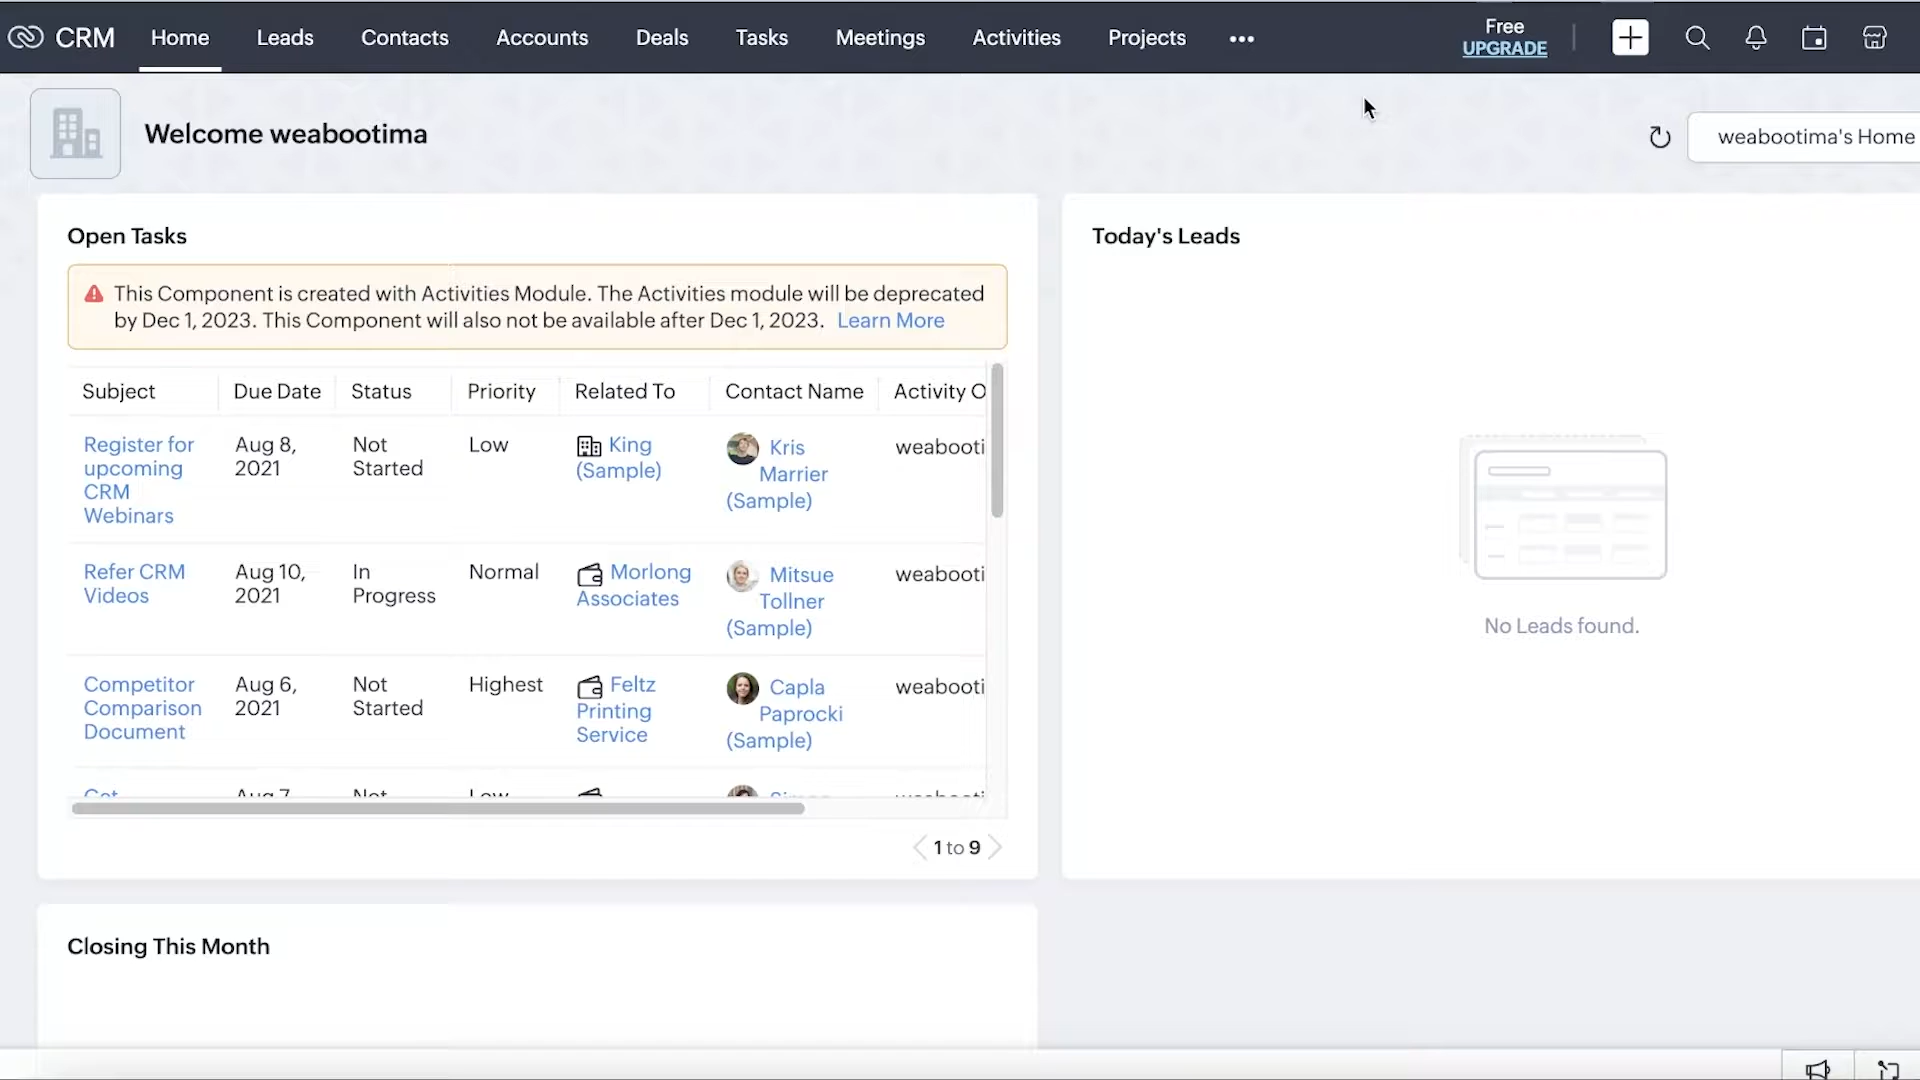 CRM Home Leads Contacts Accounts Deals Tasks Meetings Activities Projects ••• Free
UPGRADE
Welcome weabootima
weabootima's Home
Open Tasks
This Component is created with Activities Module. The Activities module will be deprecated
by Dec 1, 2023. This Component will also not be available after Dec 1, 2023. Learn More
Subject Due Date Status Priority Related To Contact Name Activity O
Register for
upcoming
CRM
Webinars
Aug 8,
2021
Not
Started
Low
King
(Sample)
Kris
Marrier
(Sample)
weabooti
Refer CRM
Videos
Aug 10,
2021
In
Progress
Normal
Morlong
Associates
Mitsue
Tollner
(Sample)
weabooti
Competitor
Comparison
Document
Aug 6,
2021
Not
Started
Highest
Feltz
Printing
Service
Capla
Paprocki
(Sample)
weabooti
Get
Aug 7,
Not
Low
1 to 9
Today's Leads
No Leads found.
Closing This Month